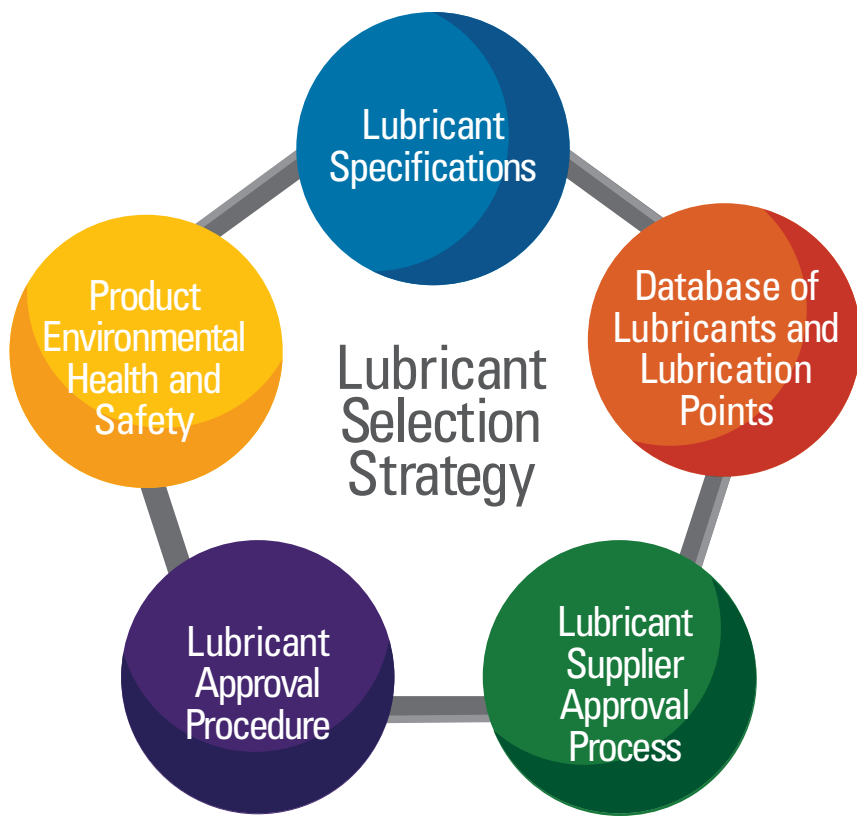 Lubricant
Specifications
Product
Environmental
Health and
Safety
Database of
Lubricants and
Lubrication
Points
Lubricant
Selection
Strategy
Lubricant
Approval
Procedure
Lubricant
Supplier
Approval
Process